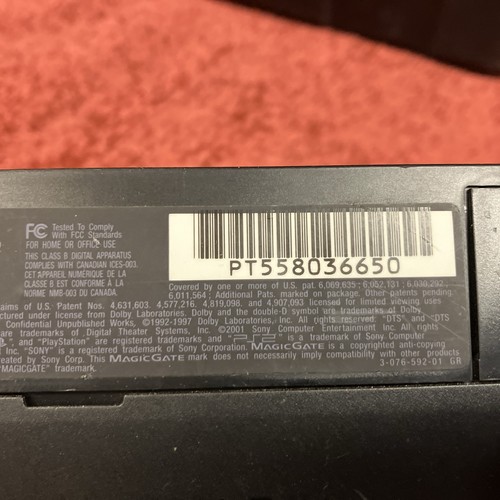 FC Tested To Comply
With FCC Standards
FOR HOME OR OFFICE USE
THIS CLASS B DIGITAL APPARATUS
COMPLIES WITH CANADIAN ICES-003.
CET APPAREIL NUMERIQUE DE LA
CLASSE B EST CONFORME À LA
NORME NMB-003 DU CANADA.
PT558036650
Covered by one or more of U.S. pat. 6,069,635 ; 6,052,131 ; 6,030,292 ;
6,011,564 ; Additional Pats. marked on package. Other patents pending.
laims of U.S. Patent Nos. 4,631,603, 4,577,216, 4,819,098, and 4,907,093 licensed for limited viewing uses
factured under license from Dolby Laboratories. Dolby and the double-D symbol are trademarks of Dolby
Confidential Unpublished Works, ©1992-1997 Dolby Laboratories, Inc. All rights "DTS", and "DTS
are trademarks of Digital Theater Systems, Inc. ©2001 Sony Computer Entertainment Inc. All rights
and "PlayStation" are registered trademarks and "PS2" is a trademark of Sony Computer
Inc. "SONY" is a registered trademark of Sony Corporation. MAGICGATE is a copyrighted anti-copying
eated by Sony Corp. This MAGICGATE mark does not necessarily imply compatibility with other products
"MAGICGATE" trademark.
3-076-592-01 GR